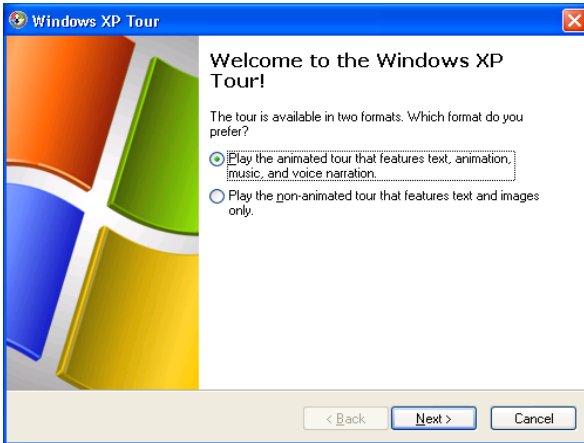 Windows XP Tour
Welcome to the Windows XP
Tour!
The tour is available in two formats. Which format do you
prefer?
Play the animated tour that features text, animation,
music, and voice narration.
Play the non-animated tour that features text and images
only.
< Back
Next >
Cancel